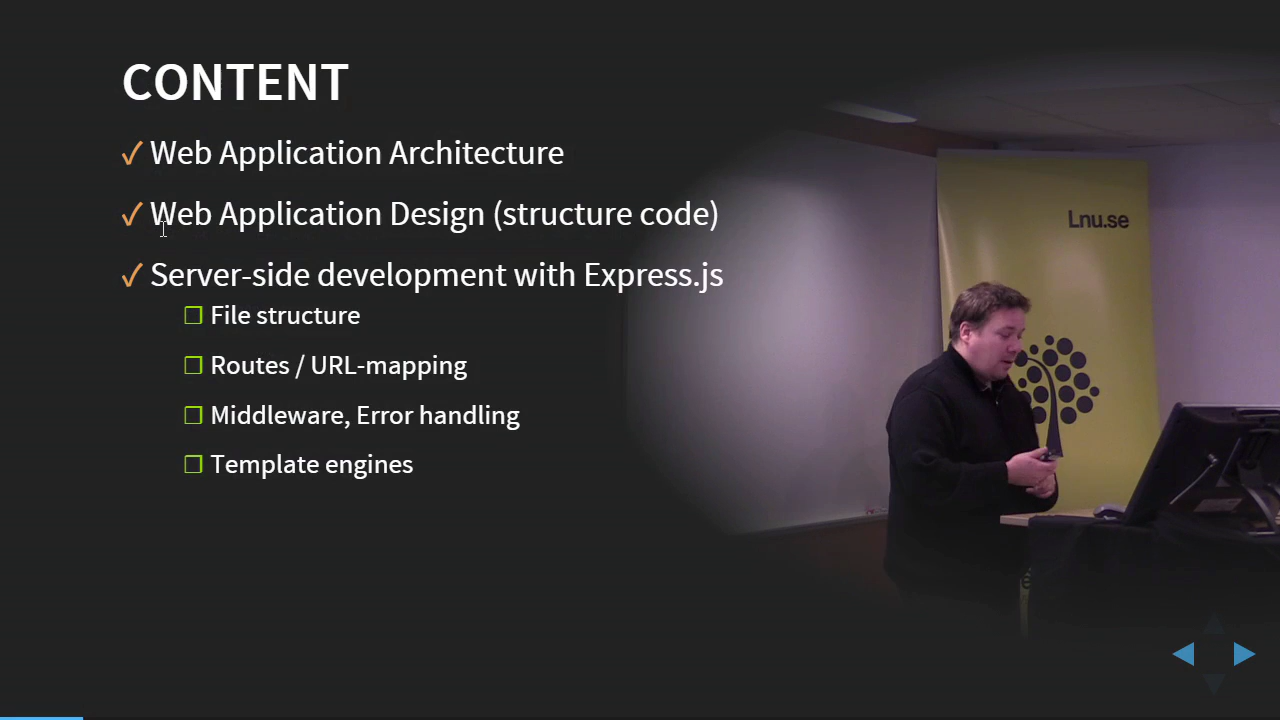 CONTENT
✓ Web Application Architecture
✓ Web Application Design (structure code)
✓ Server-side development with Express.js
❐ File structure
❐ Routes / URL-mapping
❐ Middleware, Error handling
❐ Template engines
Lnu.se